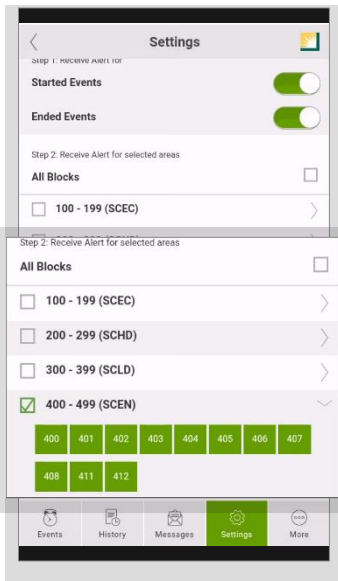 Settings
Step 1: Receive Alert for
Started Events
Ended Events
Step 2: Receive Alert for selected areas
All Blocks
100 - 199 (SCEC)
Step 2: Receive Alert for selected areas
All Blocks
100 - 199 (SCEC)
200 - 299 (SCHD)
300 - 399 (SCLD)
400 - 499 (SCEN)
400 401 402 403 404 405 406 407
408 411 412
Events History Messages Settings More